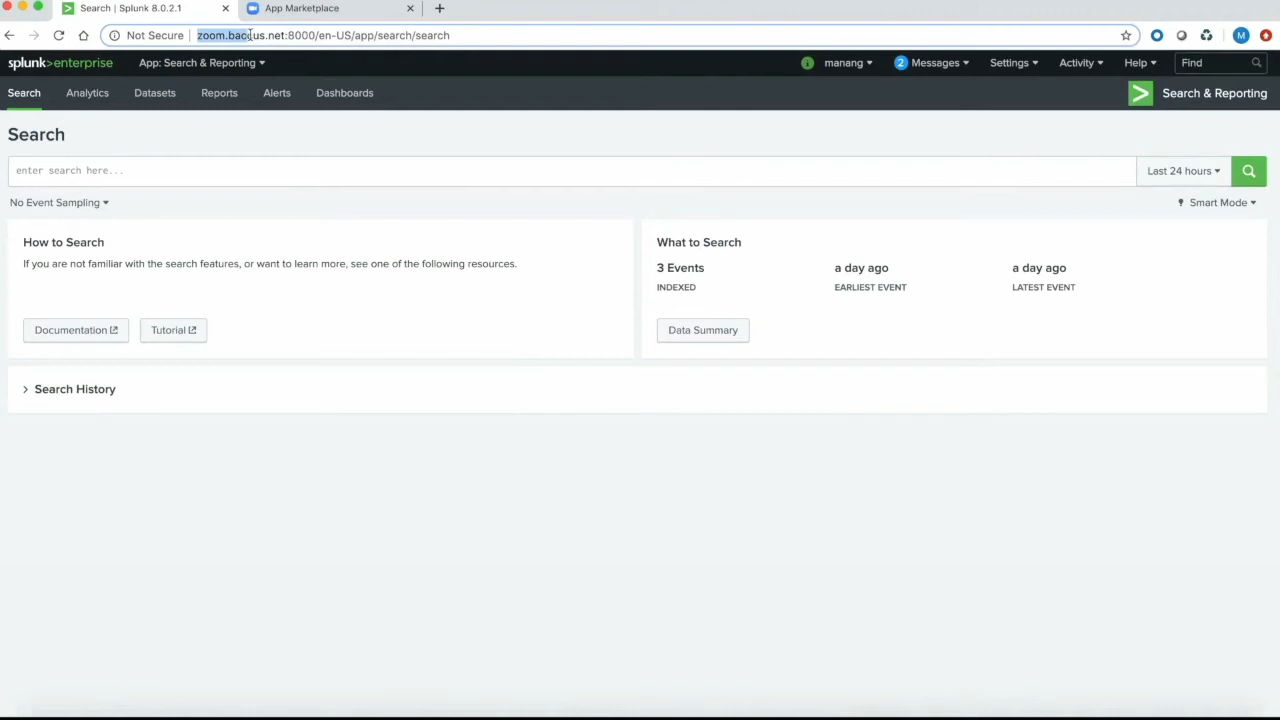 Search | Splunk 8.0.2.1
App Marketplace
Not Secure
zoom.bacqus.net:8000/en-US/app/search/search
M
splunk>enterprise
App: Search & Reporting
manang
2
Messages
Settings
Activity
Help
Find
Search
Analytics
Datasets
Reports
Alerts
Dashboards
Search & Reporting
Search
enter search here...
Last 24 hours
No Event Sampling
Smart Mode
How to Search
If you are not familiar with the search features, or want to learn more, see one of the following resources.
Documentation
Tutorial
What to Search
3 Events
INDEXED
a day ago
EARLIEST EVENT
a day ago
LATEST EVENT
Data Summary
Search History